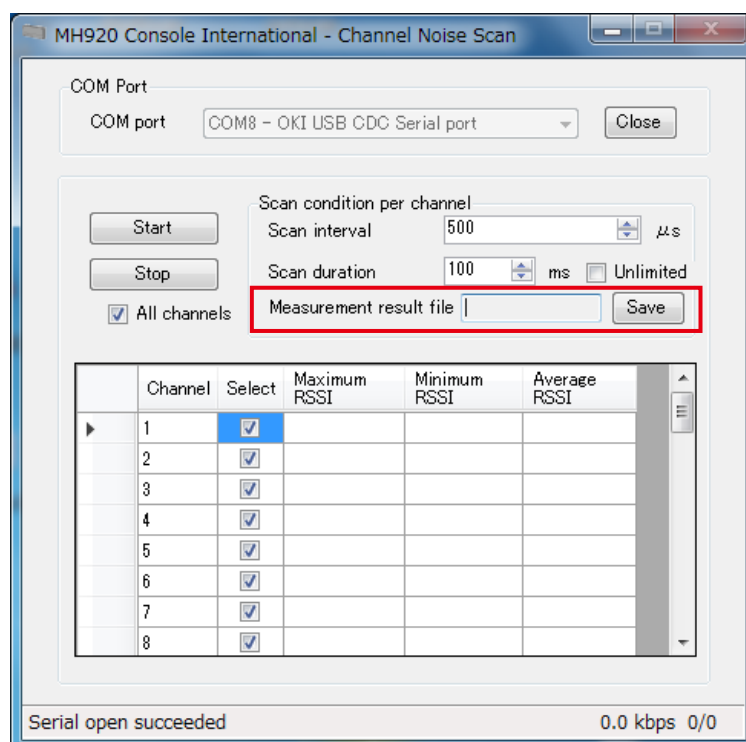 MH920 Console International - Channel Noise Scan
COM Port
COM port COM8 - OKI USB CDC Serial port Close
Scan condition per channel
Start Scan interval 500 μs
Stop Scan duration 100 ms Unlimited
All channels Measurement result file Save
Channel Select Maximum RSSI Minimum RSSI Average RSSI
1
2
3
4
5
6
7
8
Serial open succeeded 0.0 kbps 0/0